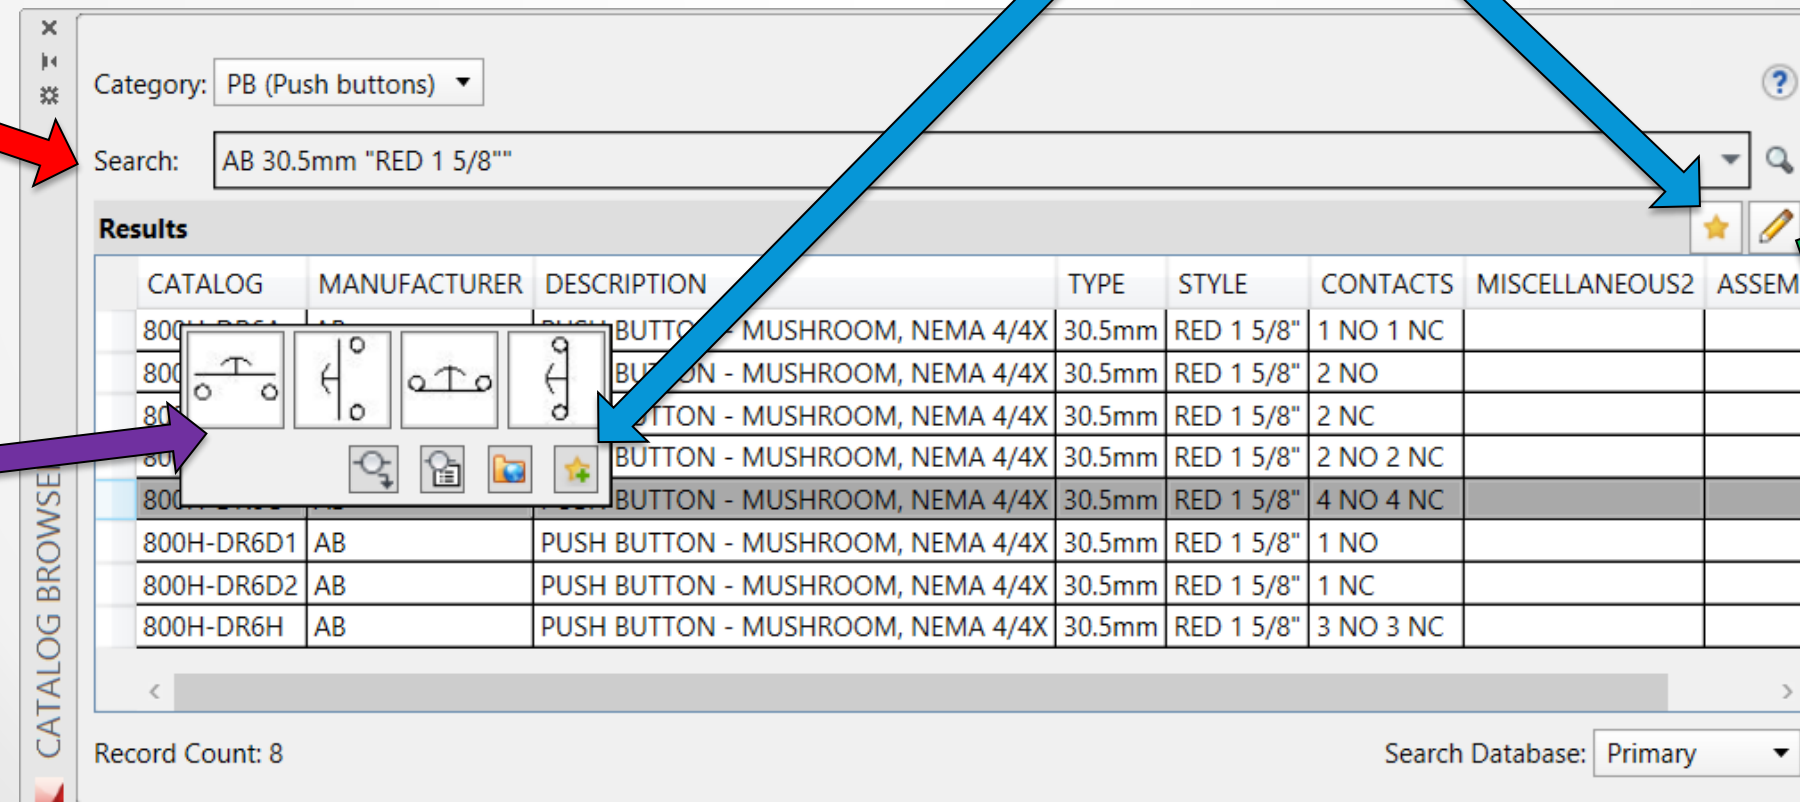 Category: PB (Push buttons)
?
Search: AB 30.5mm "RED 1 5/8""
Results
CATALOG MANUFACTURER DESCRIPTION TYPE STYLE CONTACTS MISCELLANEOUS2 ASSEM
BUTTON - MUSHROOM, NEMA 4/4X 30.5mm RED 1 5/8" 1 NO 1 NC
BUTTON - MUSHROOM, NEMA 4/4X 30.5mm RED 1 5/8" 2 NO
BUTTON - MUSHROOM, NEMA 4/4X 30.5mm RED 1 5/8" 2 NC
BUTTON - MUSHROOM, NEMA 4/4X 30.5mm RED 1 5/8" 2 NO 2 NC
BUTTON - MUSHROOM, NEMA 4/4X 30.5mm RED 1 5/8" 4 NO 4 NC
800H-DR6D1 AB PUSH BUTTON - MUSHROOM, NEMA 4/4X 30.5mm RED 1 5/8" 1 NO
800H-DR6D2 AB PUSH BUTTON - MUSHROOM, NEMA 4/4X 30.5mm RED 1 5/8" 1 NC
800H-DR6H AB PUSH BUTTON - MUSHROOM, NEMA 4/4X 30.5mm RED 1 5/8" 3 NO 3 NC
Record Count: 8 Search Database: Primary
CATALOG BROWSE